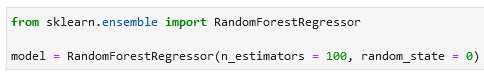 from sklearn.ensemble import RandomForestRegressor
model = RandomForestRegressor(n_estimators = 100, random_state = 0)